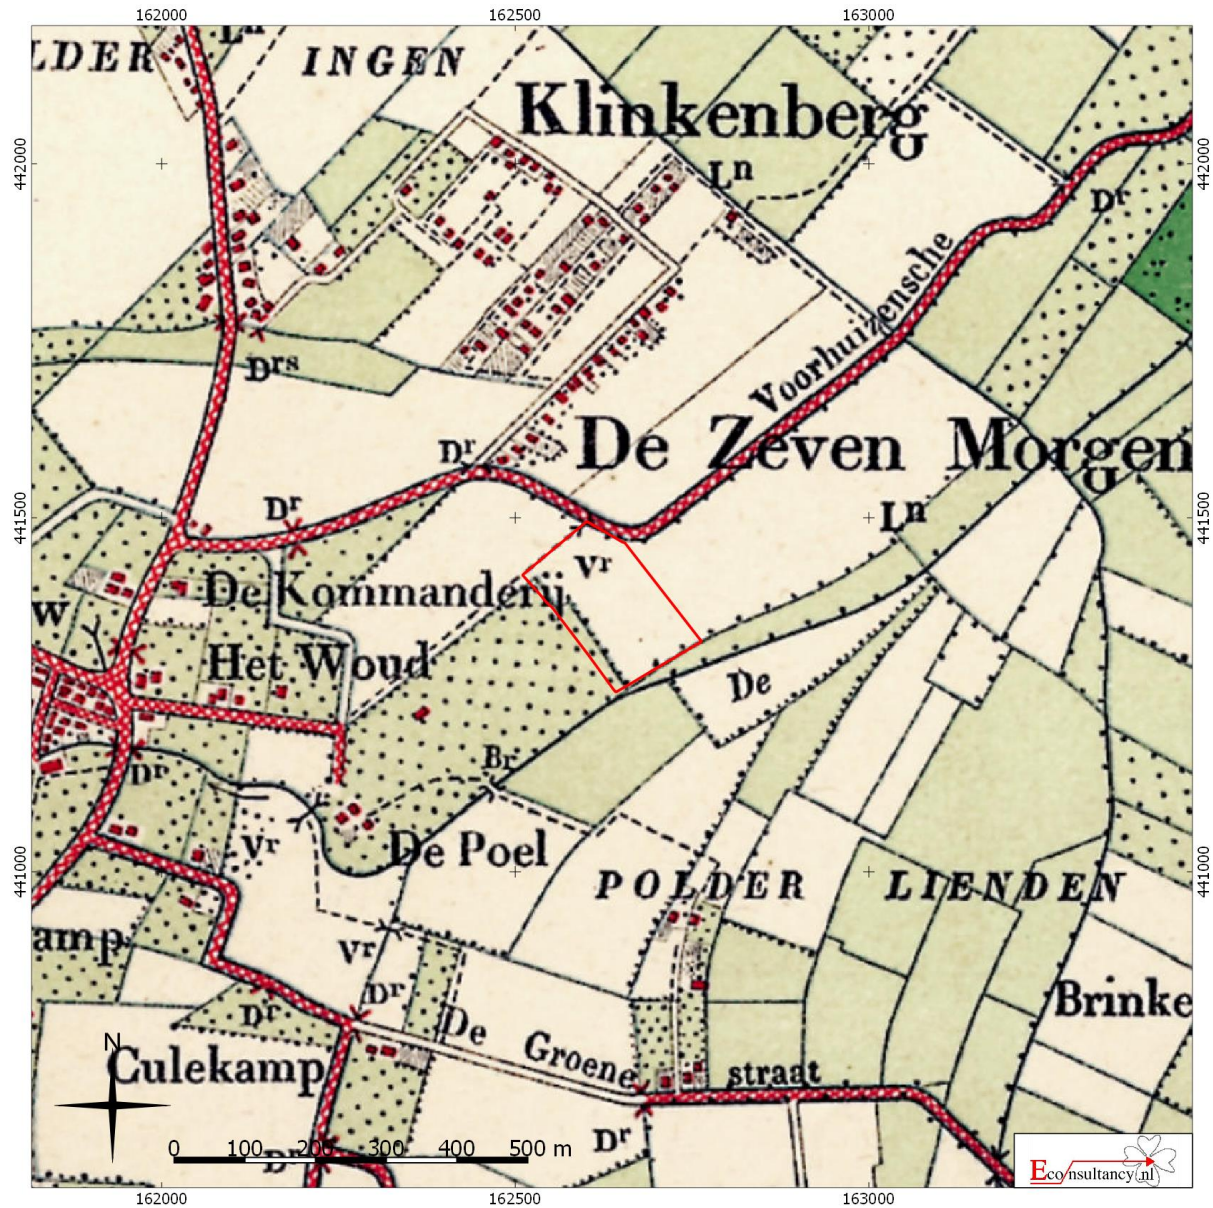 162000 162500 163000
Ln
LDER INGEN
Klinkenberg
442000 442000
Ln
Dr
Voorhuizensche
Drs
De Zeven Morgen
Dr
Dr
441500 441500
Ln
Vr
De Kommanderij
w
Het Woud
De
Br
Dr
Vr
De Poel
441000 441000
POLDER LIENDEN
amp
Vr
Dr
Dr
Brinke
De Groene straat
N
Culekamp
Dr
0 100 200 300 400 500 m
Dr
Econsultancy.nl
162000 162500 163000